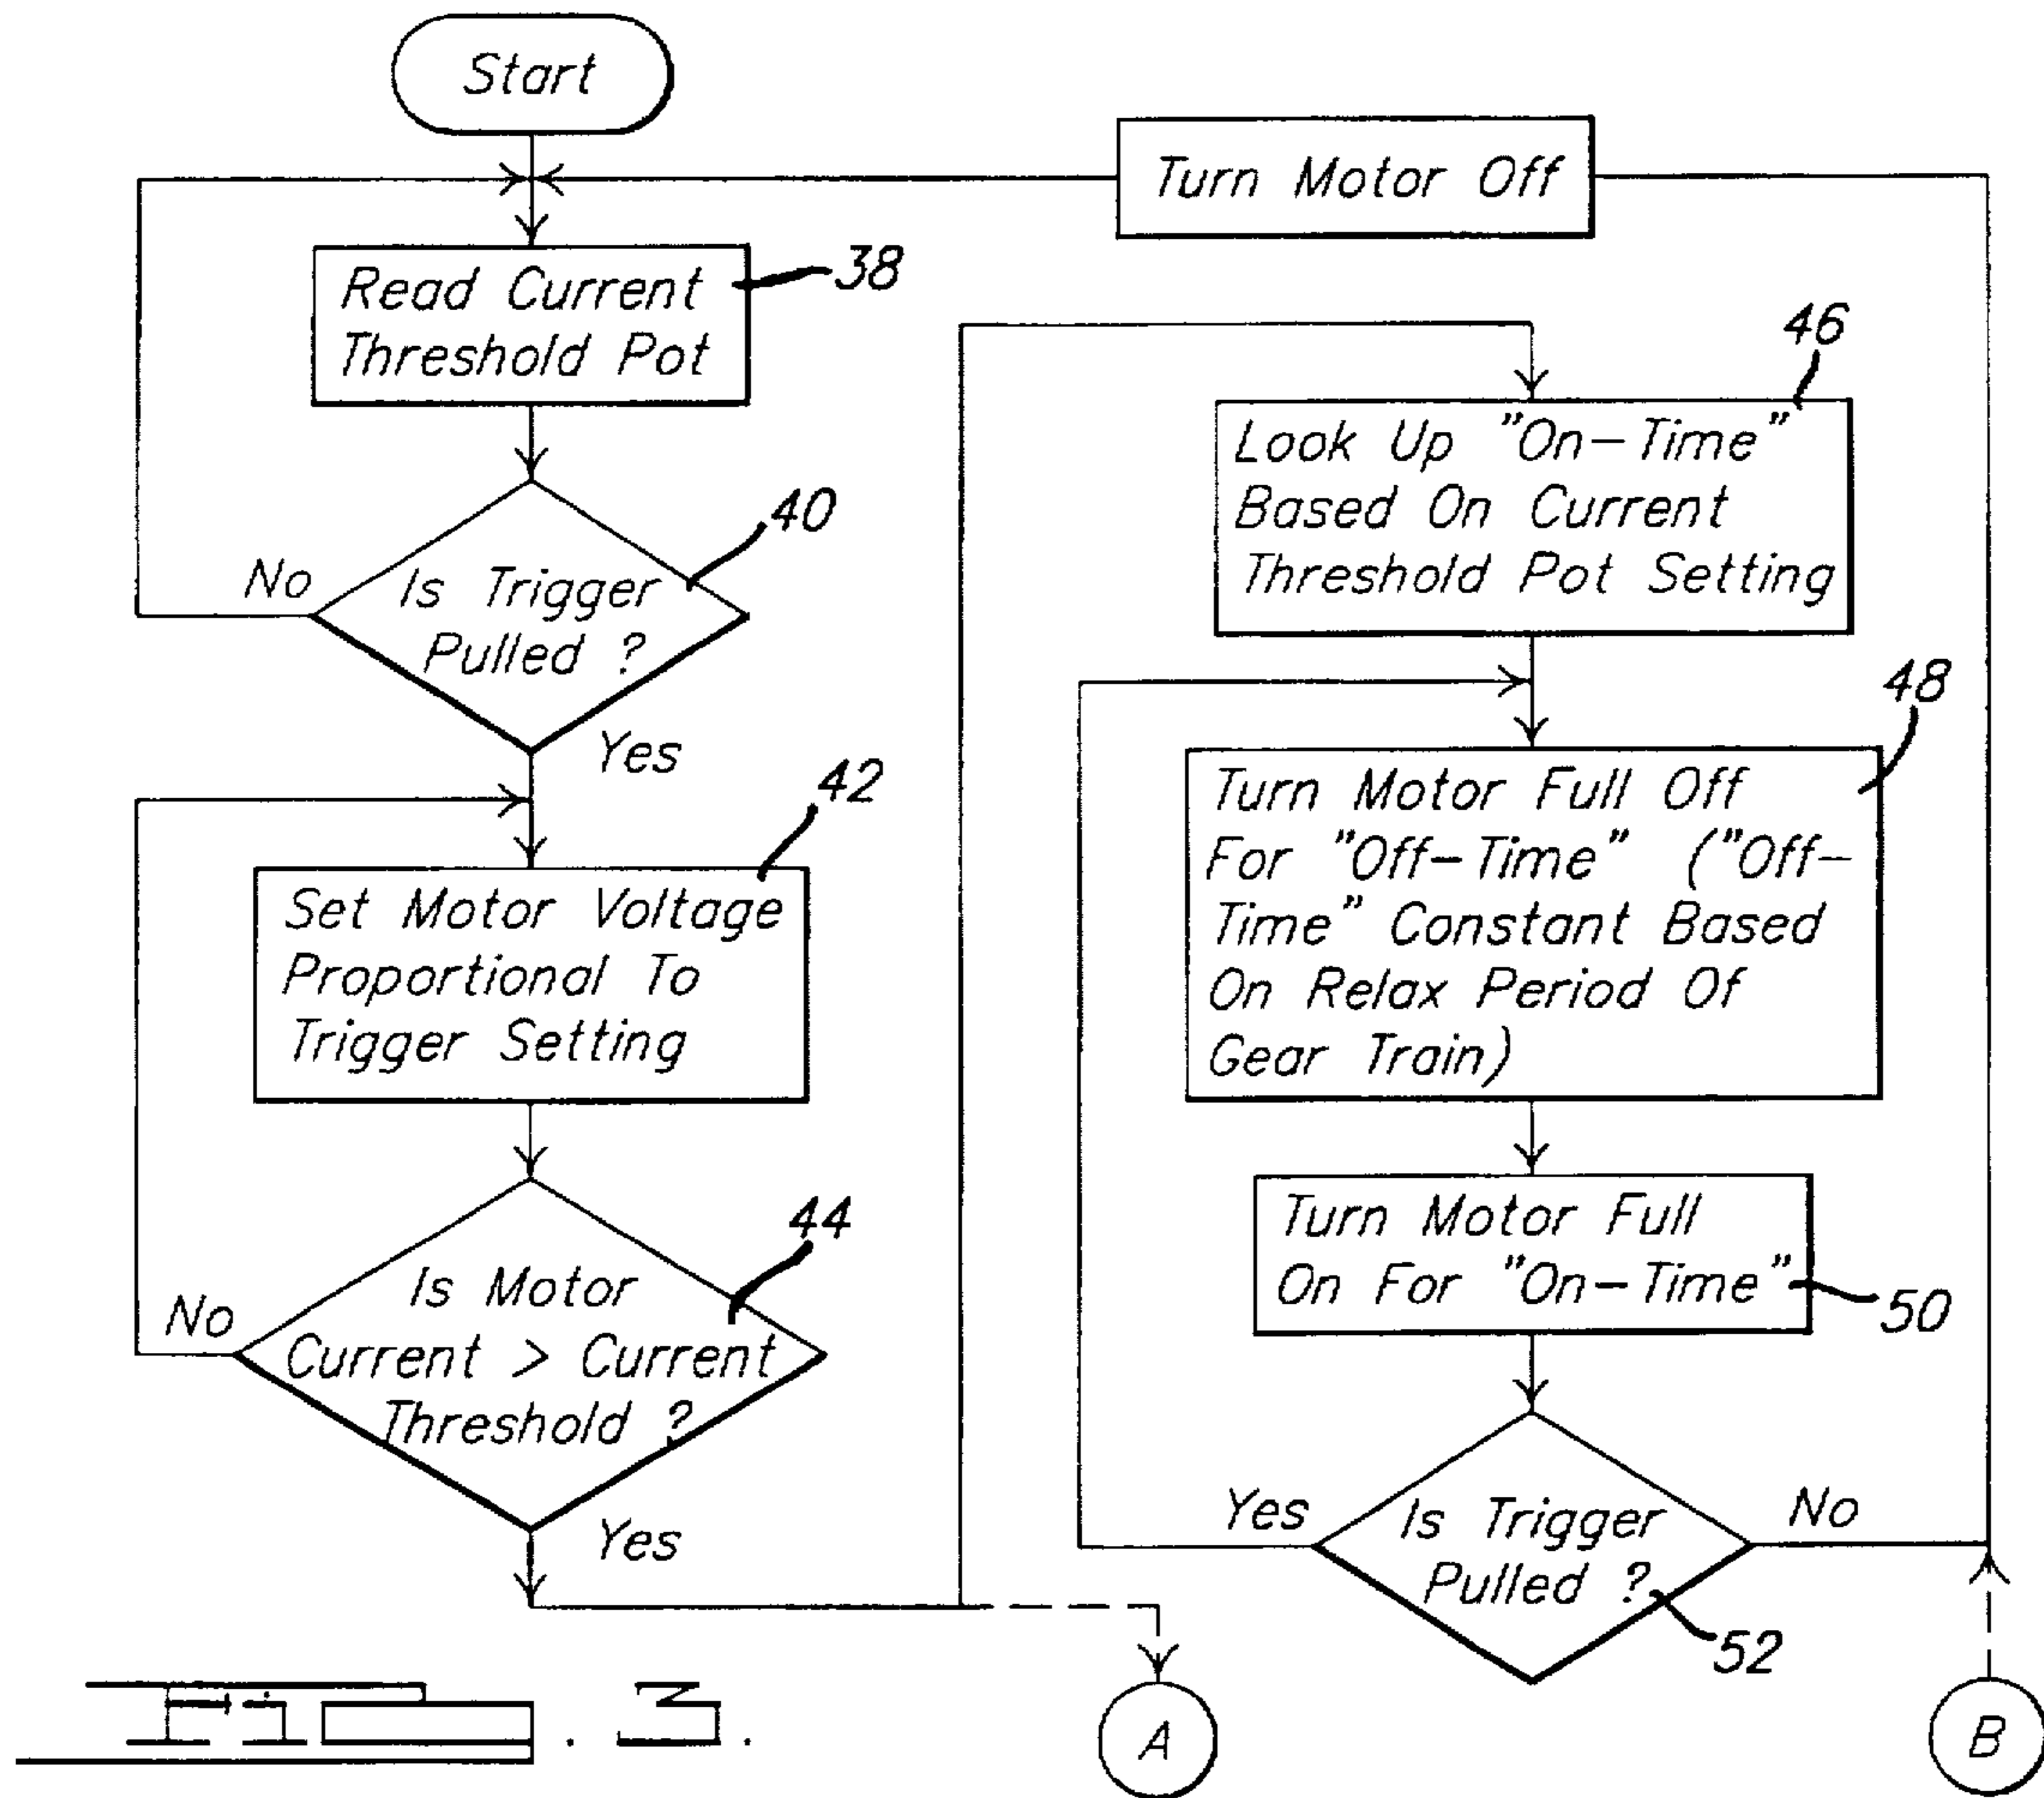 Start
Turn Motor Off
Read Current
Threshold Pot
38
Is Trigger
Pulled ?
40
No
Yes
Set Motor Voltage
Proportional To
Trigger Setting
42
Is Motor
Current > Current
Threshold ?
44
No
Yes
Look Up "On-Time"
Based On Current
Threshold Pot Setting
46
Turn Motor Full Off
For "Off-Time" ("Off-
Time" Constant Based
On Relax Period Of
Gear Train)
48
Turn Motor Full
On For "On-Time"
50
Is Trigger
Pulled ?
52
Yes
No
A
B
Fig. 3.